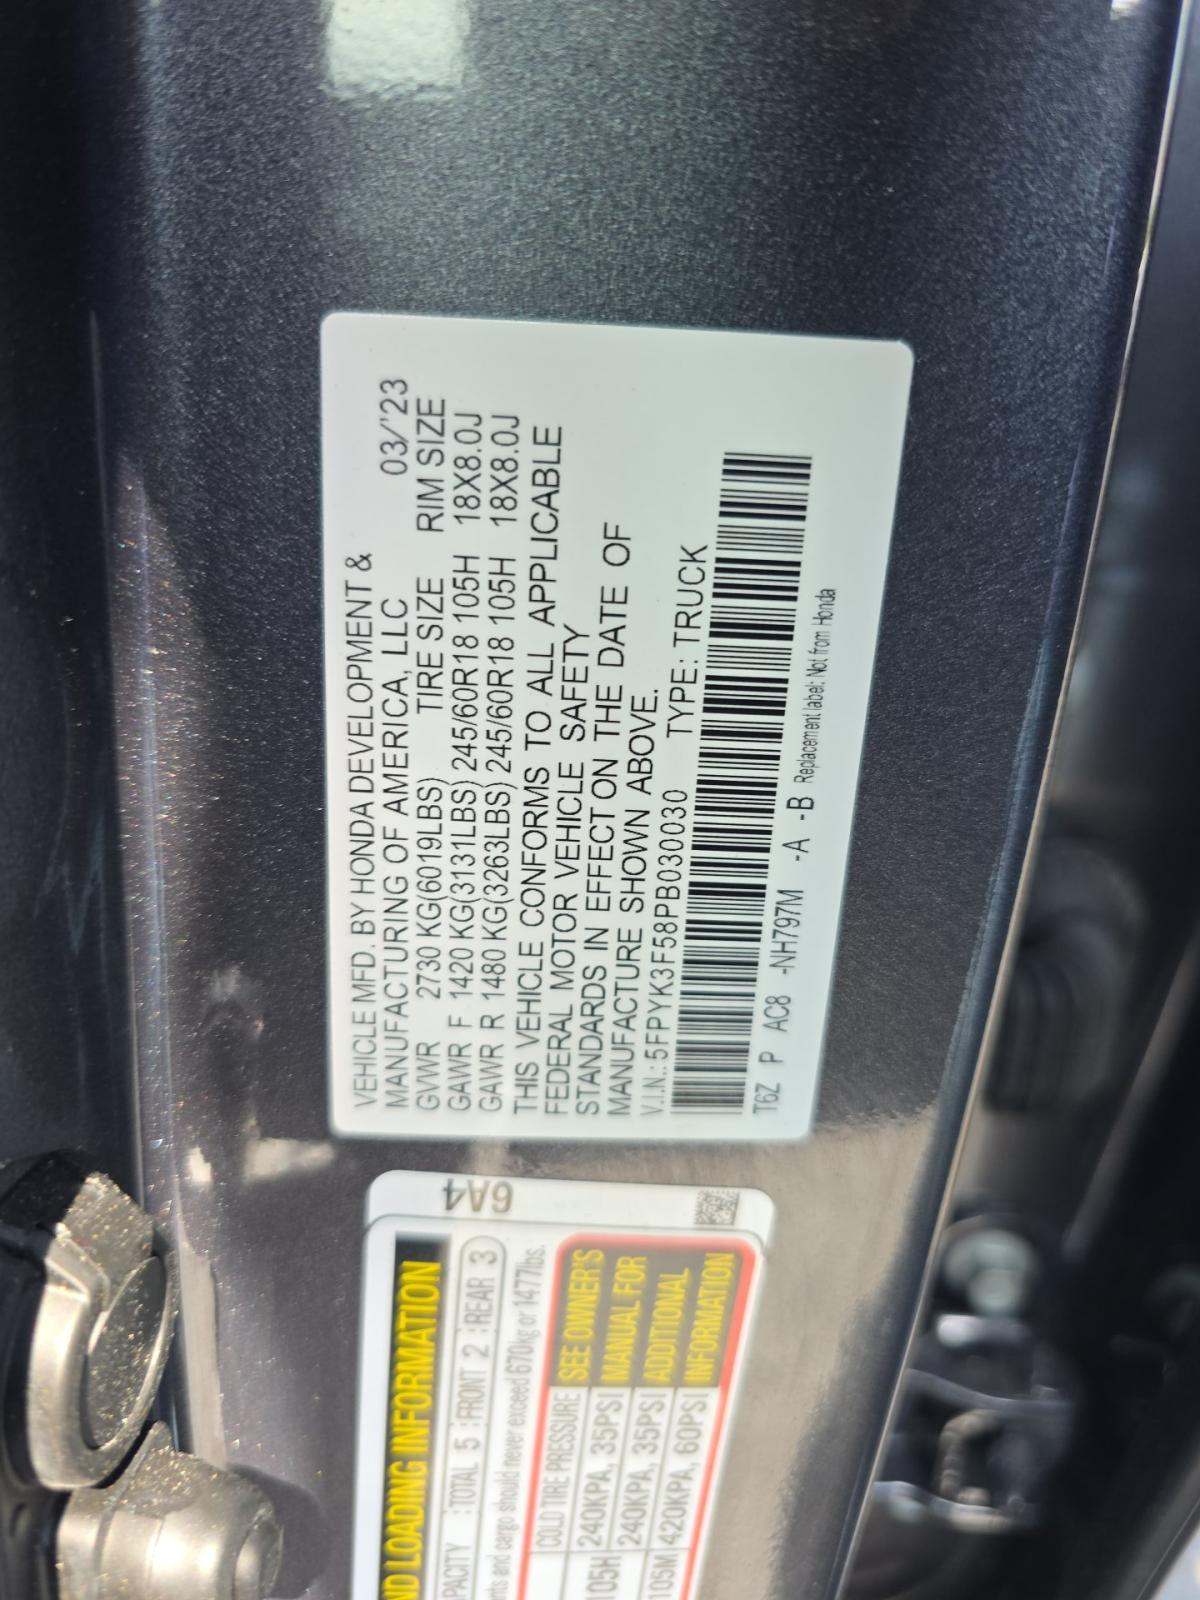 VEHICLE MFD. BY HONDA DEVELOPMENT &
MANUFACTURING OF AMERICA, LLC 03/'23
GVWR 2730 KG(6019LBS) TIRE SIZE RIM SIZE
GAWR F 1420 KG(3131LBS) 245/60R18 105H 18X8.0J
GAWR R 1480 KG(3263LBS) 245/60R18 105H 18X8.0J
THIS VEHICLE CONFORMS TO ALL APPLICABLE
FEDERAL MOTOR VEHICLE SAFETY
STANDARDS IN EFFECT ON THE DATE OF
MANUFACTURE SHOWN ABOVE.
V.I.N.: 5FPYK3F58PB030030 TYPE: TRUCK
T6Z P AC8 -NH797M -A -B Replacement label: Not from Honda
6A4
ND LOADING INFORMATION
PACITY TOTAL 5 FRONT 2 REAR 3
nts and cargo should never exceed 670kg or 1477lbs.
COLD TIRE PRESSURE
105H 240KPA, 35PSI
240KPA, 35PSI
105M 420KPA, 60PSI
SEE OWNER'S
MANUAL FOR
ADDITIONAL
INFORMATION